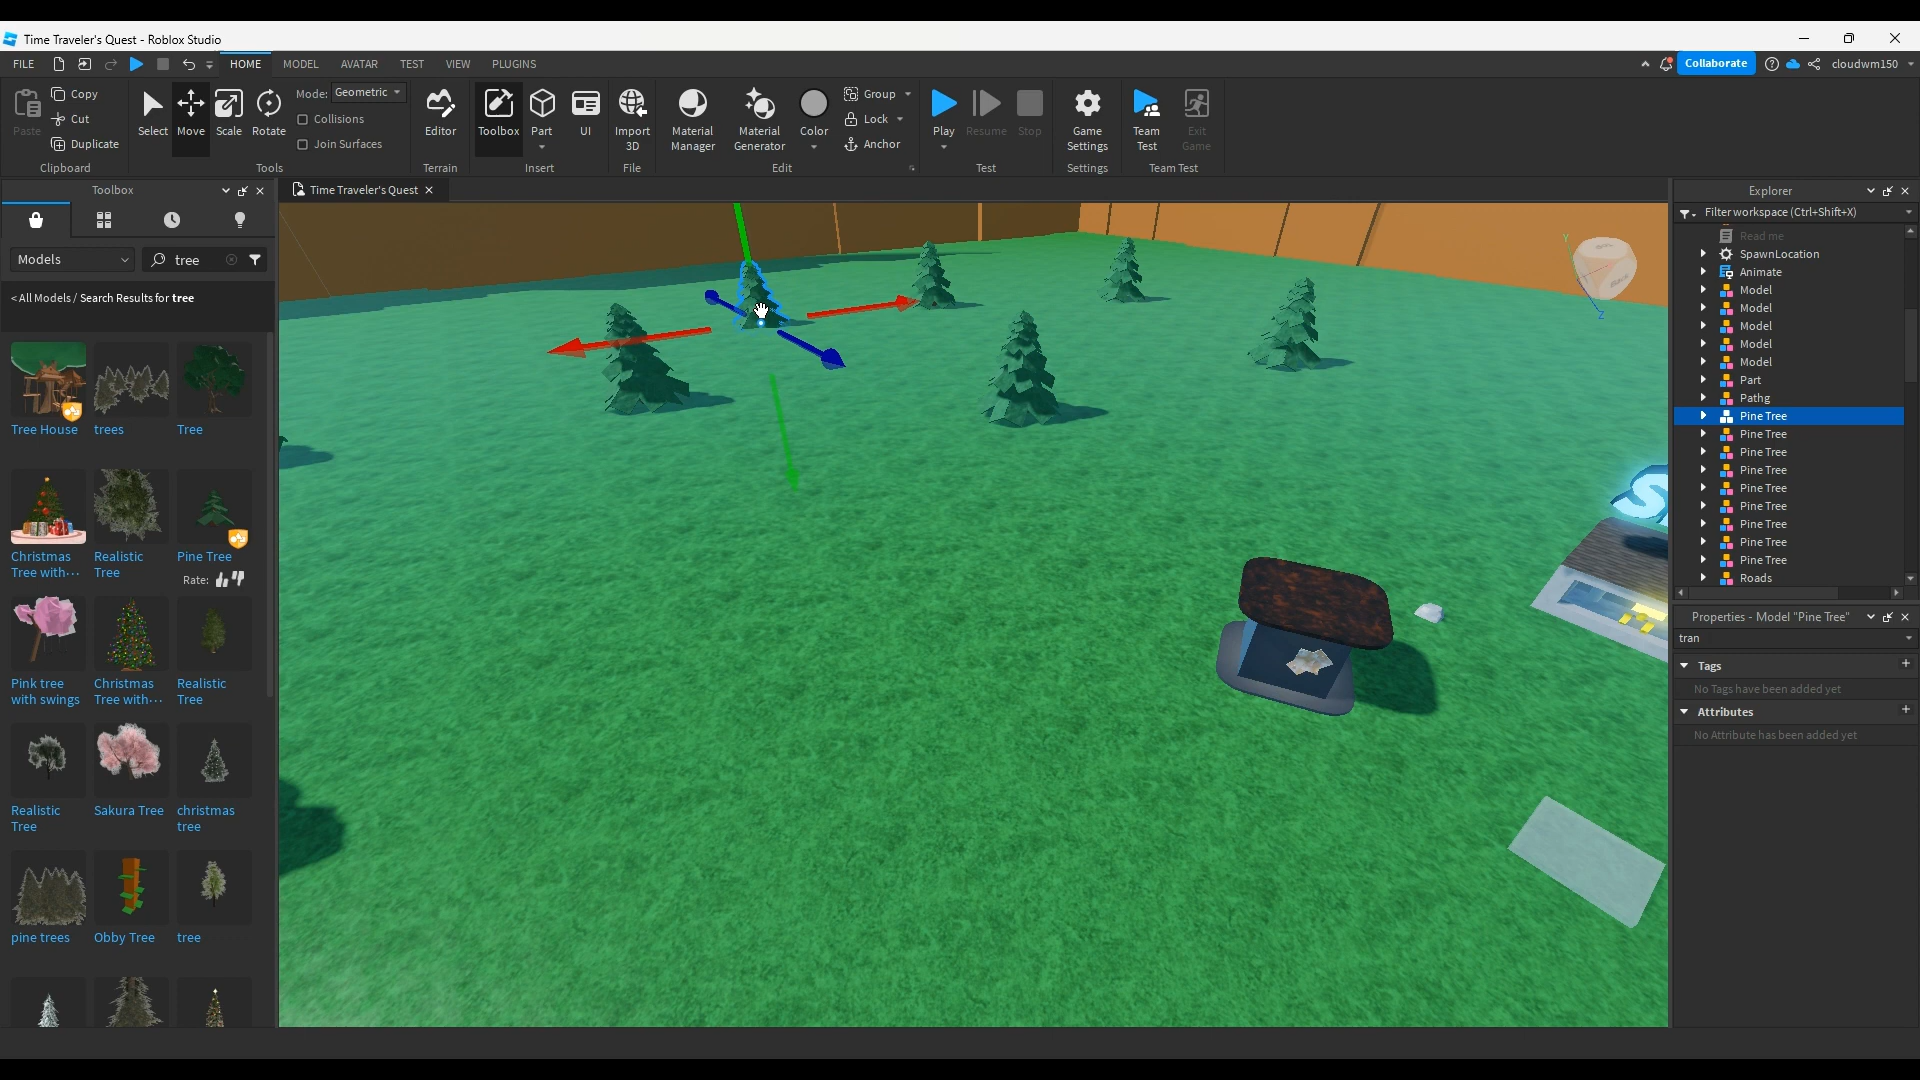 Time Traveler's Quest - Roblox Studio
FILE HOME MODEL AVATAR TEST VIEW PLUGINS Collaborate cloudwm150
Paste Copy Cut Duplicate Clipboard
Select Move Scale Rotate Mode: Geometric Collisions Join Surfaces Tools
Editor Terrain
Toolbox Part UI Insert
Import 3D File
Material Manager Material Generator Color Group Lock Anchor Edit
Play Resume Stop Test
Game Settings Settings
Team Test Exit Game Team Test
Toolbox
Models tree
< All Models / Search Results for tree
Tree House trees Tree
Christmas Tree with··· Realistic Tree Pine Tree
Rate:
Pink tree with swings Christmas Tree with··· Realistic Tree
Realistic Tree Sakura Tree christmas tree
pine trees Obby Tree tree
Time Traveler's Quest
Explorer
Filter workspace (Ctrl+Shift+X)
Read me
SpawnLocation
Animate
Model
Model
Model
Model
Model
Part
Pathg
Pine Tree
Pine Tree
Pine Tree
Pine Tree
Pine Tree
Pine Tree
Pine Tree
Pine Tree
Pine Tree
Roads
Properties - Model "Pine Tree"
tran
Tags
No Tags have been added yet
Attributes
No Attribute has been added yet
Y
Z